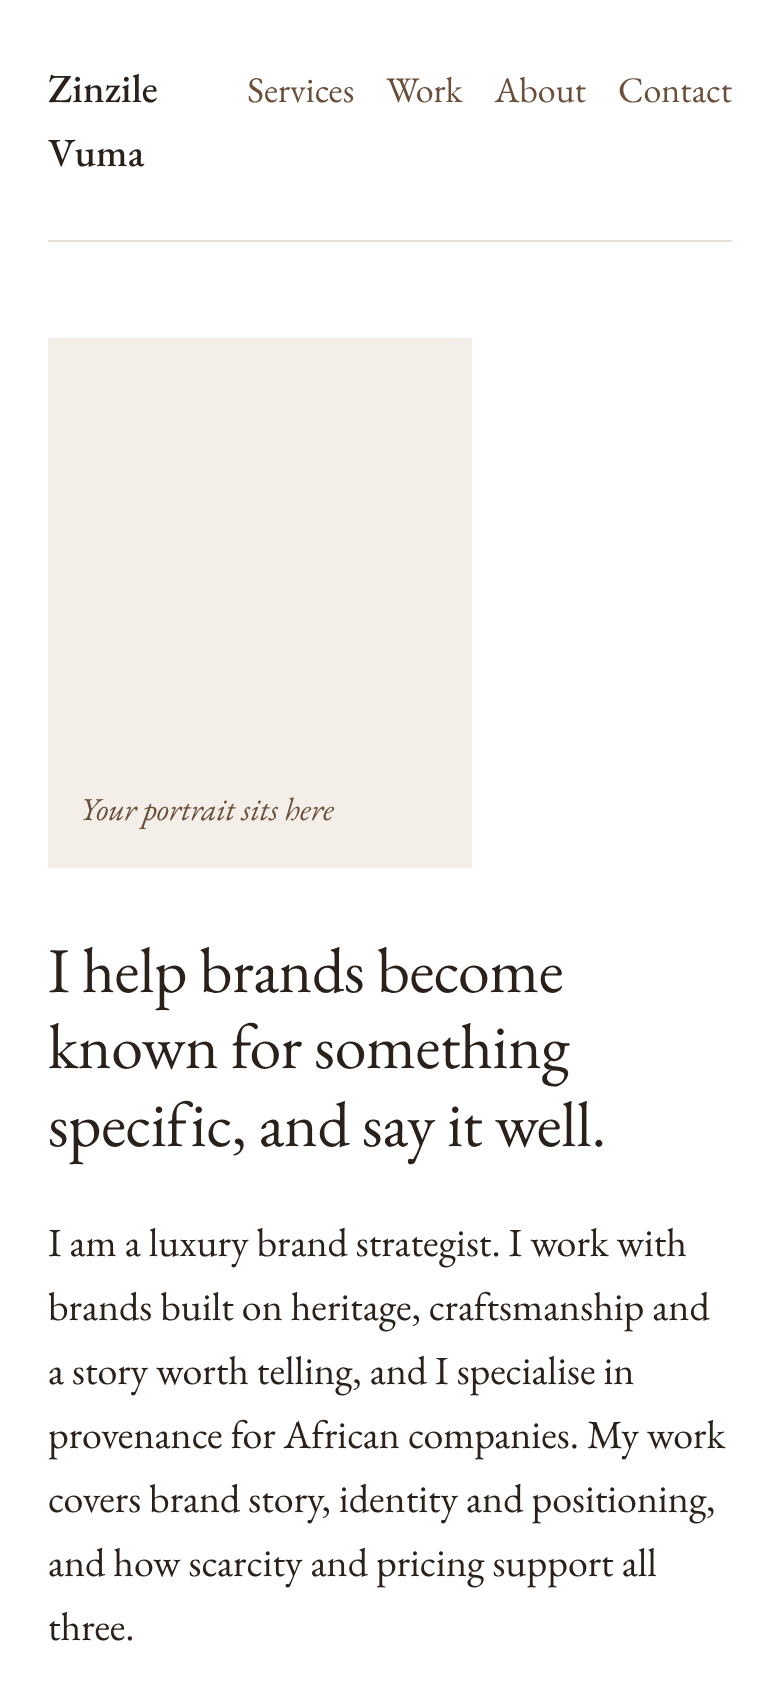 Zinzile
Vuma
Services Work About Contact
Your portrait sits here
I help brands become
known for something
specific, and say it well.
I am a luxury brand strategist. I work with
brands built on heritage, craftsmanship and
a story worth telling, and I specialise in
provenance for African companies. My work
covers brand story, identity and positioning,
and how scarcity and pricing support all
three.